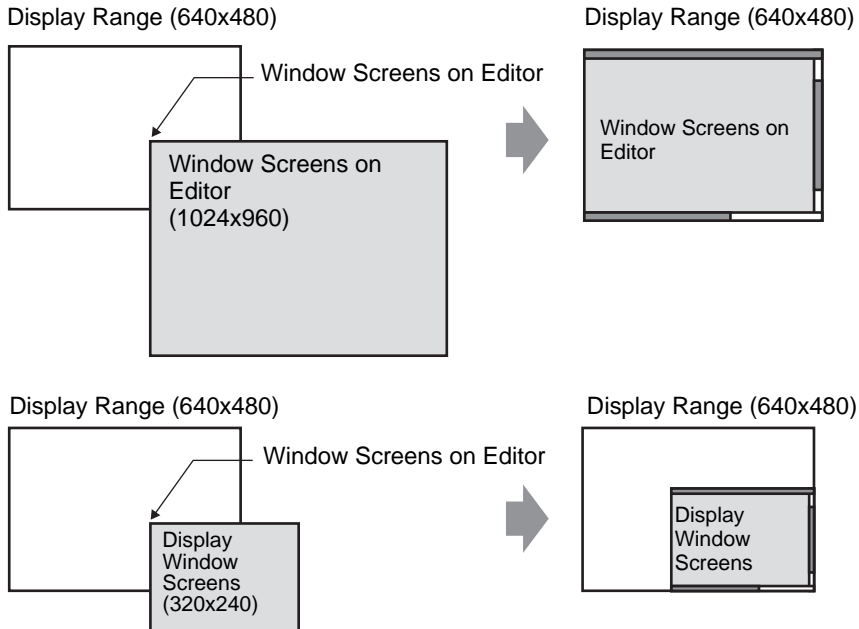 Display Range (640x480)
Display Range (640x480)
Window Screens on Editor
Window Screens on
Editor
(1024x960)
Window Screens on
Editor
Display Range (640x480)
Display Range (640x480)
Window Screens on Editor
Display
Window
Screens
(320x240)
Display
Window
Screens